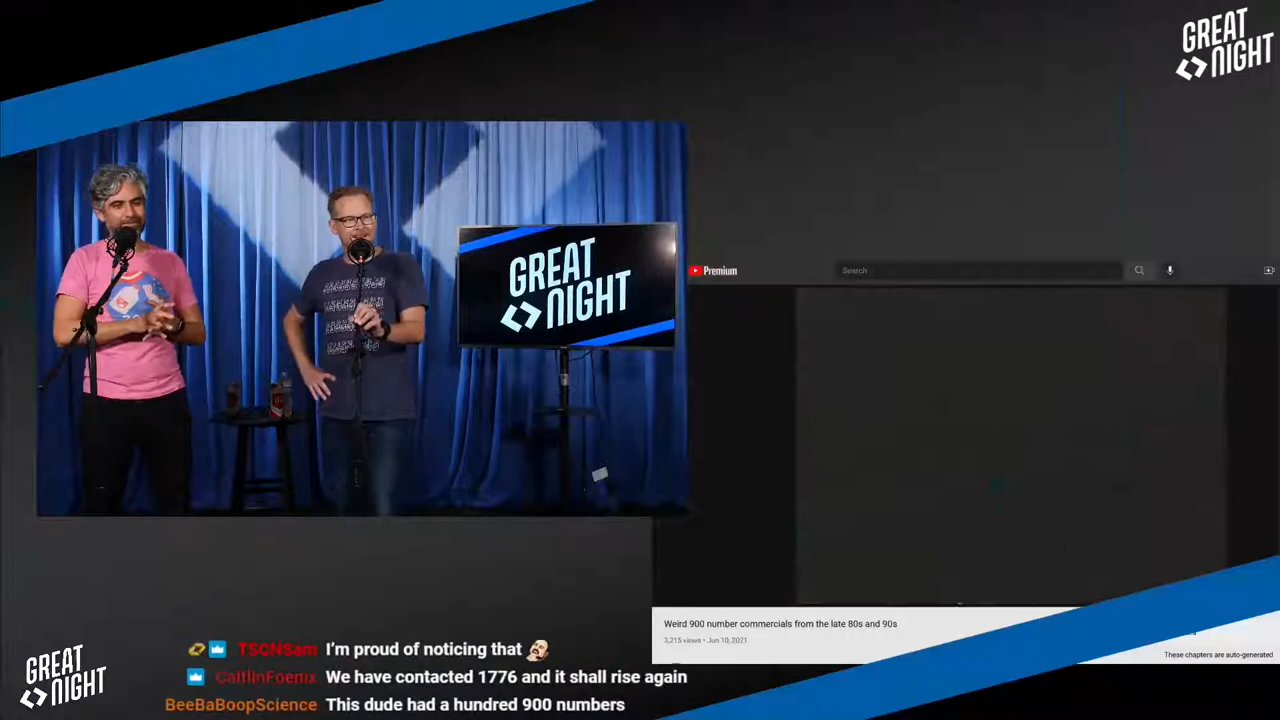 GREAT
NIGHT
GREAT
NIGHT
Premium
Search
Weird 900 number commercials from the late 80s and 90s
3,215 views • Jun 10, 2021
These chapters are auto-generated
GREAT
NIGHT
TSCNSam I'm proud of noticing that
CaitlinFoenix We have contacted 1776 and it shall rise again
BeeBaBoopScience This dude had a hundred 900 numbers